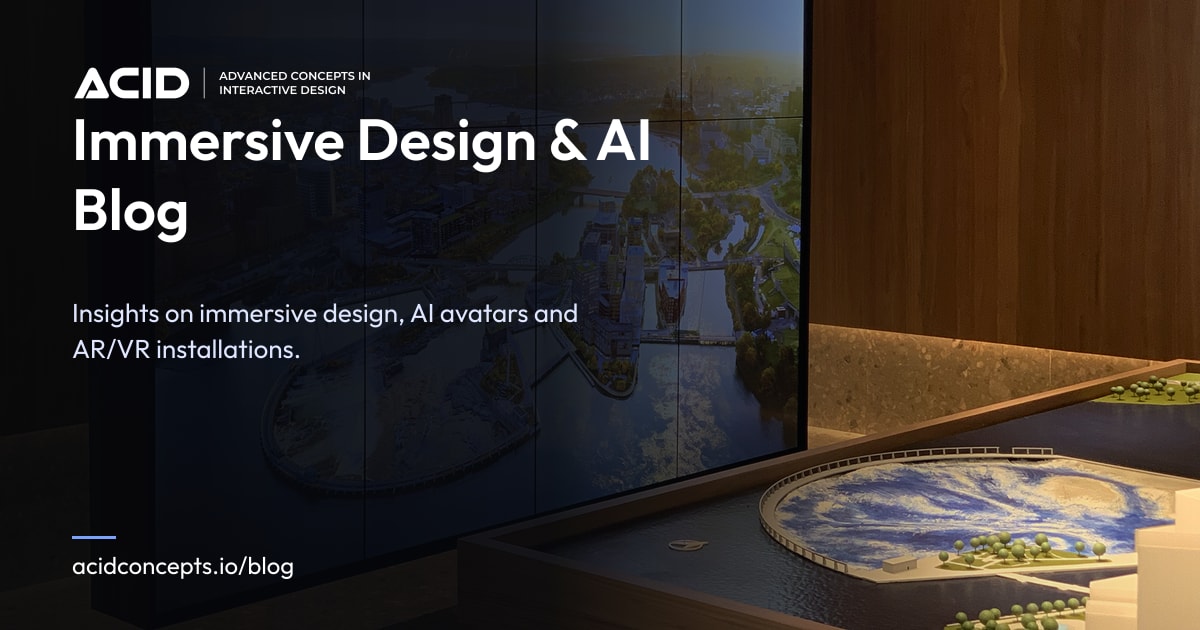 ACID
ADVANCED CONCEPTS IN
INTERACTIVE DESIGN
Immersive Design & AI
Blog
Insights on immersive design, AI avatars and
AR/VR installations.
acidconcepts.io/blog